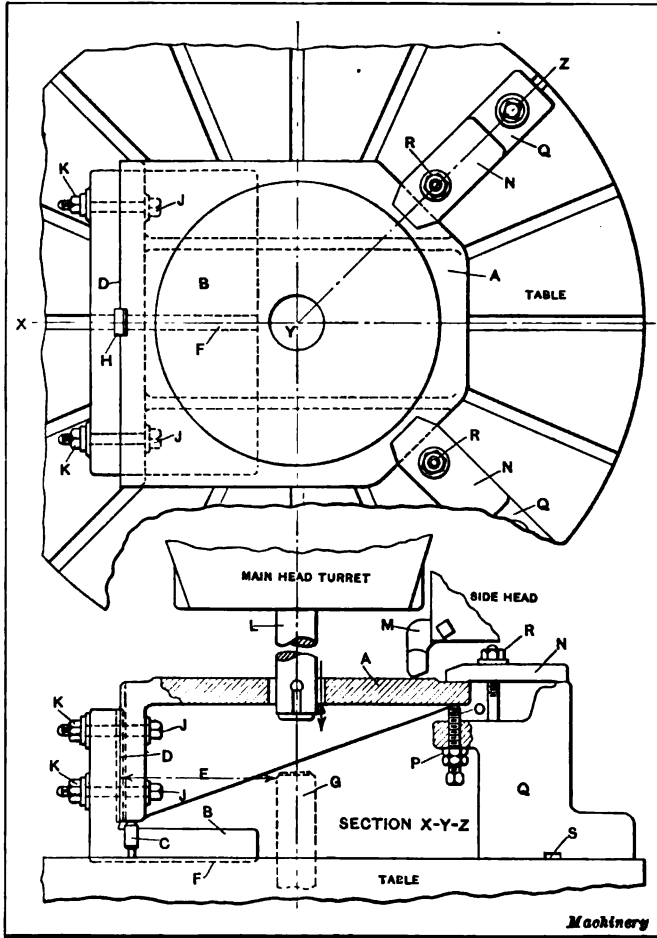 Z
R
Q
N
K
J
A
D
B
TABLE
X
Y
F
H
J
K
R
N
Q
MAIN HEAD TURRET
SIDE HEAD
L
M
R
N
A
K
J
O
D
P
K
E
J
G
Q
B
SECTION X-Y-Z
C
S
F
TABLE
Machinery